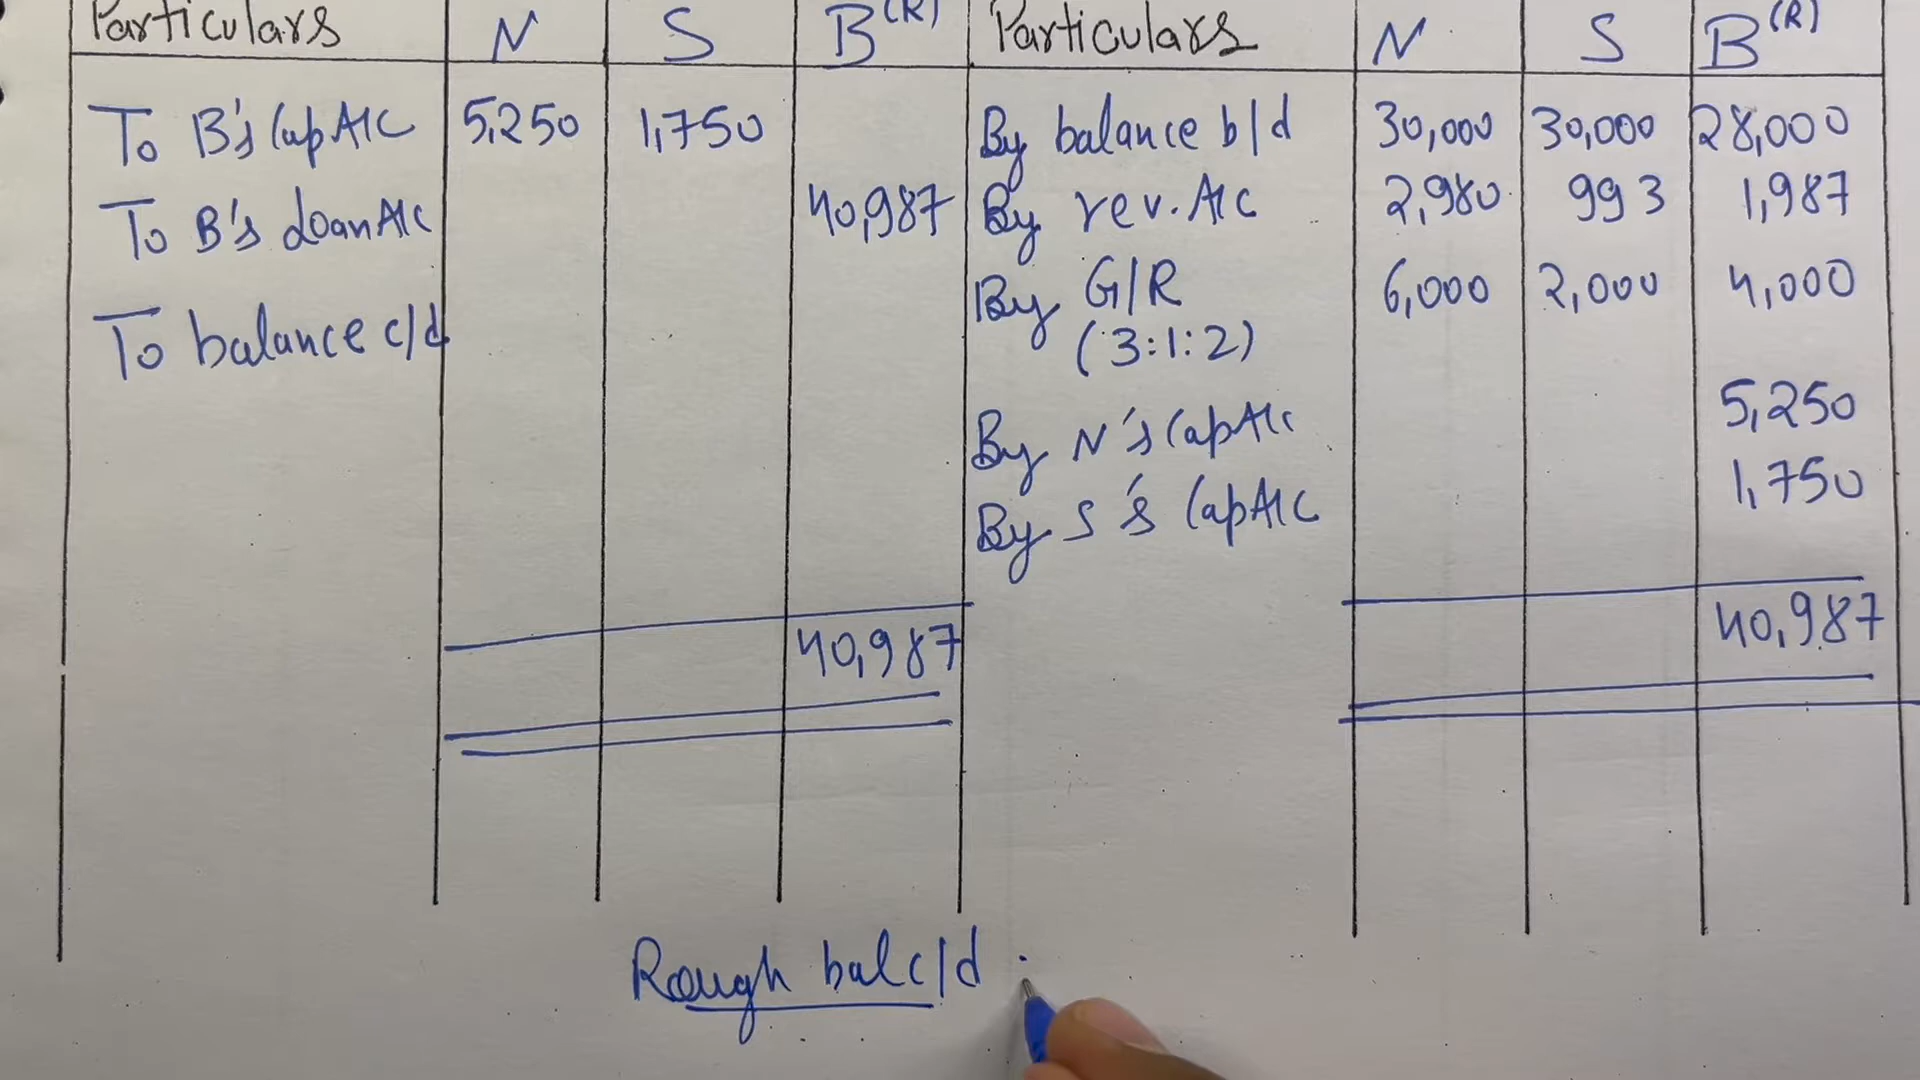 Particulars N S B (R) Particulars N S B (R)
To B's Cap A/C 5,250 1,750 By balance b/d 30,000 30,000 28,000
To B's Loan A/C 40,987 By rev. A/C 2,980 993 1,987
To balance c/d By G/R 6,000 2,000 4,000
(3:1:2)
By N's Cap A/C 5,250
By S's Cap A/C 1,750
40,987 40,987
Rough bal c/d :